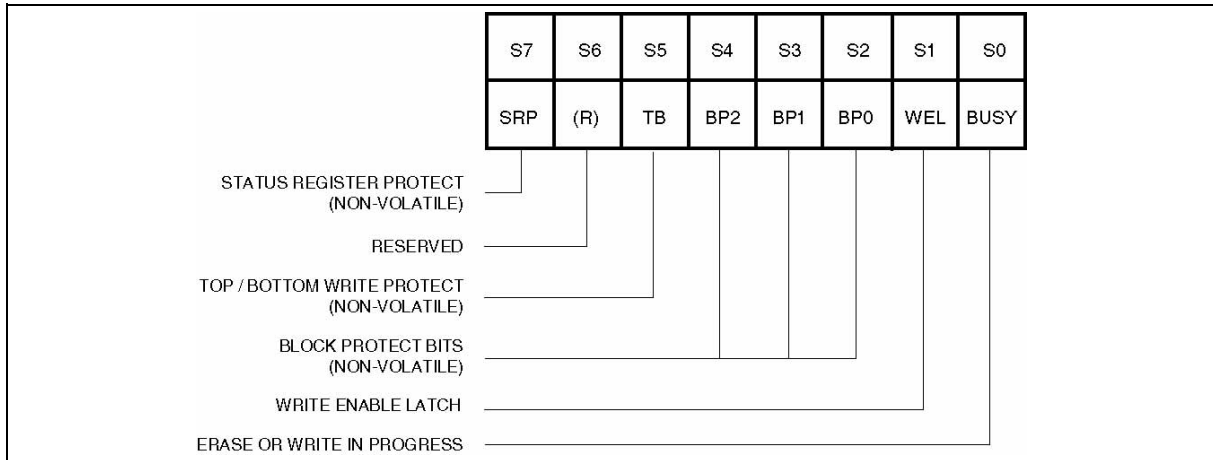 S7 S6 S5 S4 S3 S2 S1 S0
SRP (R) TB BP2 BP1 BP0 WEL BUSY
STATUS REGISTER PROTECT
(NON-VOLATILE)
RESERVED
TOP / BOTTOM WRITE PROTECT
(NON-VOLATILE)
BLOCK PROTECT BITS
(NON-VOLATILE)
WRITE ENABLE LATCH
ERASE OR WRITE IN PROGRESS